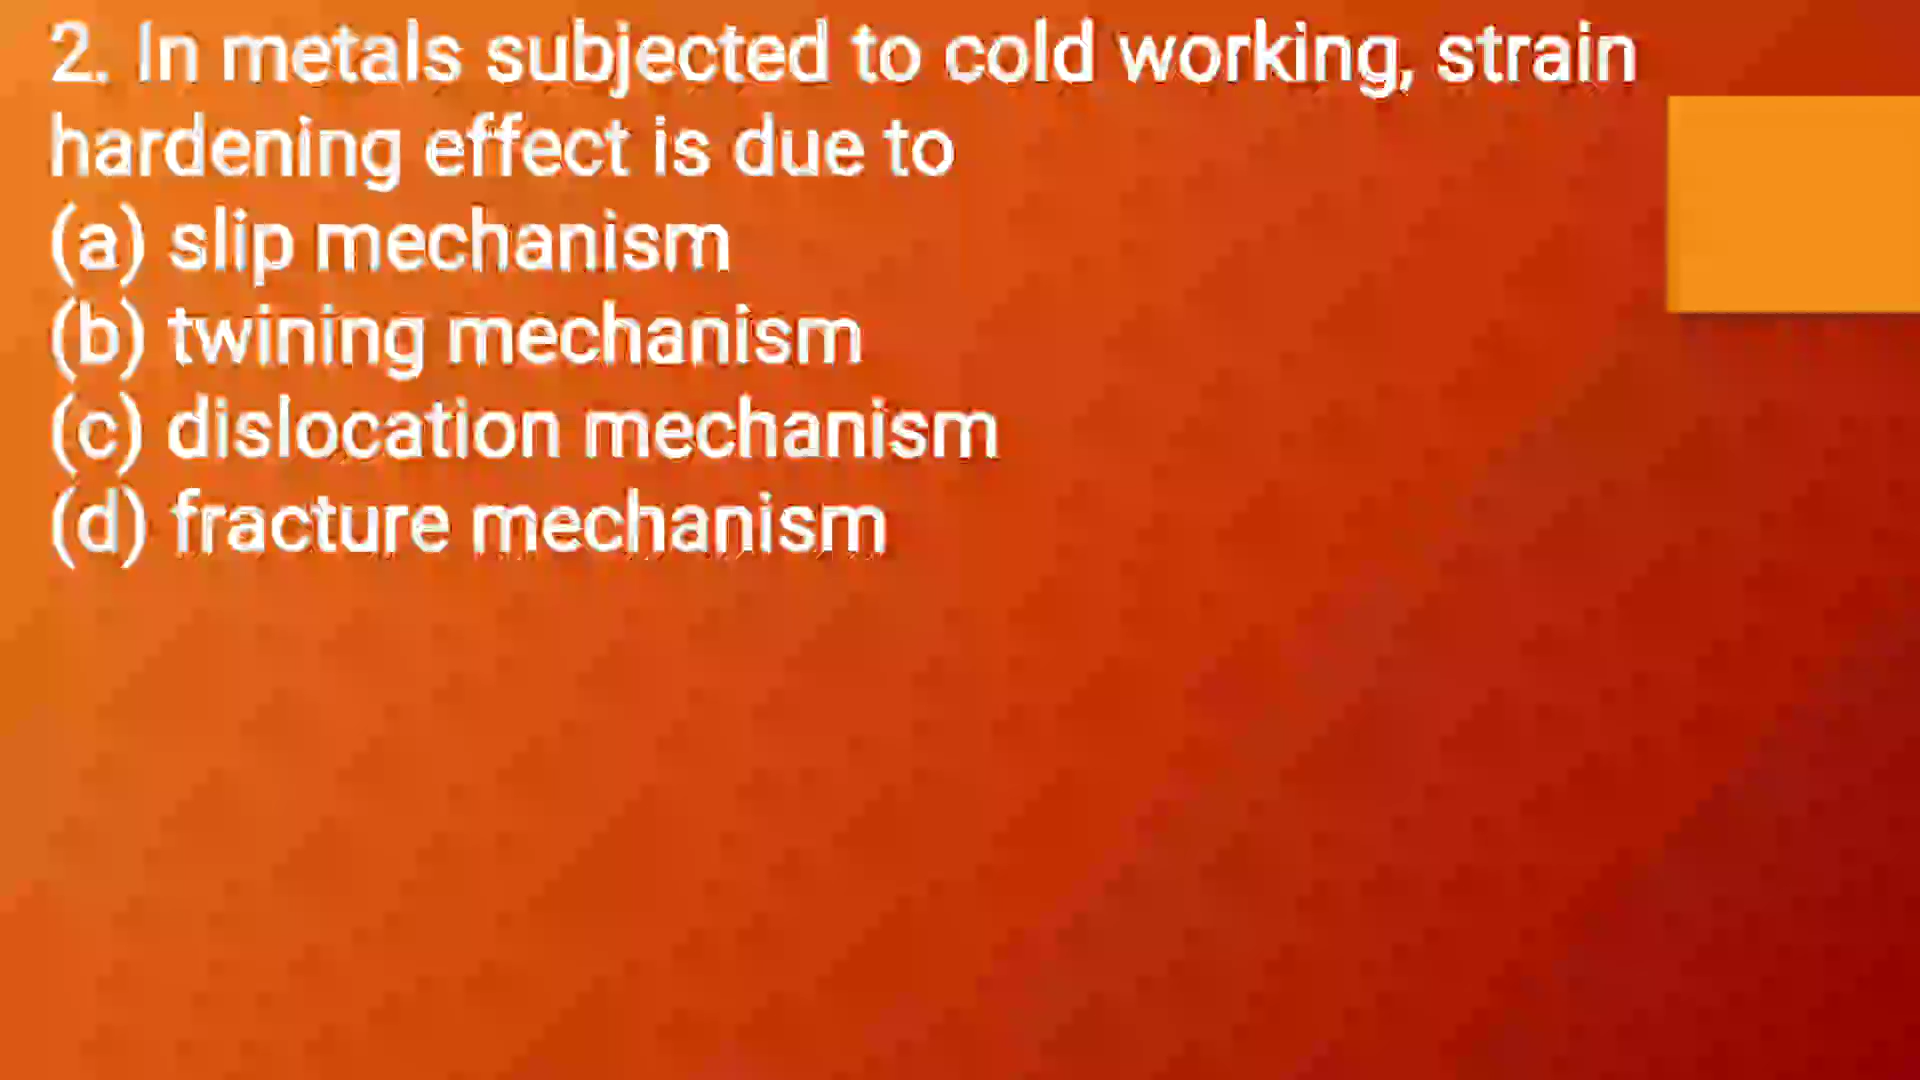 2. In metals subjected to cold working, strain
hardening effect is due to
(a) slip mechanism
(b) twining mechanism
(c) dislocation mechanism
(d) fracture mechanism